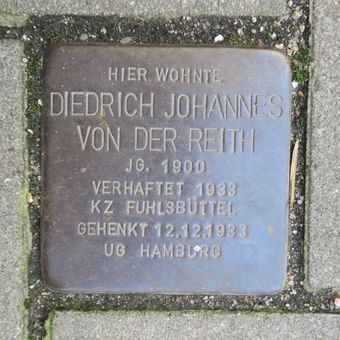 HIER WOHNTE
DIEDRICH JOHANNES
VON DER REITH
JG. 1900
VERHAFTET 1933
KZ FUHLSBÜTTEL
GEHENKT 12.12.1933
UG HAMBURG